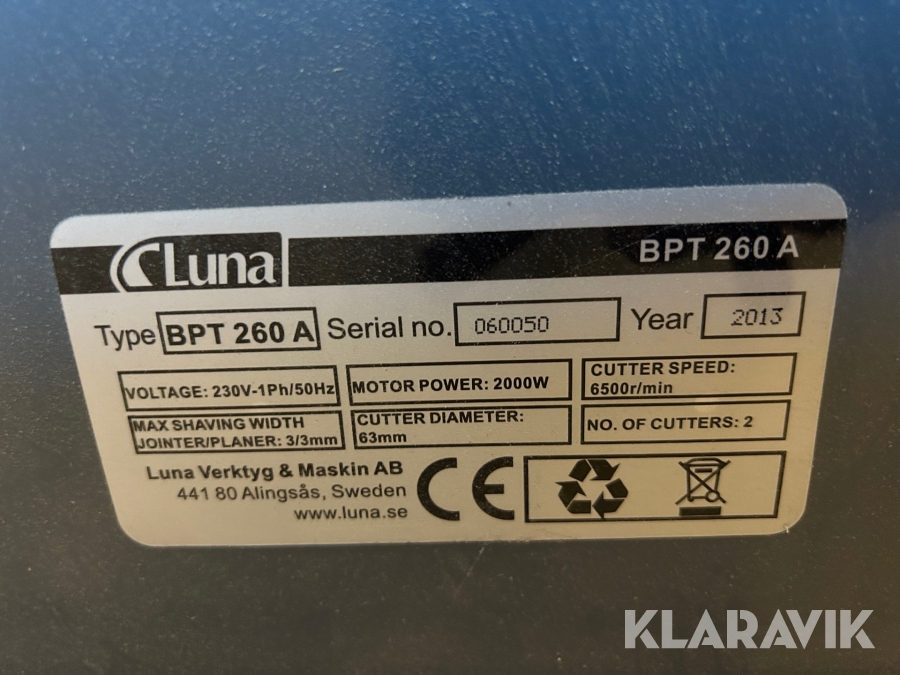 Luna BPT 260 A
Type BPT 260 A Serial no. 060050 Year 2013
VOLTAGE: 230V-1Ph/50Hz
MOTOR POWER: 2000W
CUTTER SPEED:
6500r/min
MAX SHAVING WIDTH
JOINTER/PLANER: 3/3mm
CUTTER DIAMETER:
63mm
NO. OF CUTTERS: 2
Luna Verktyg & Maskin AB
441 80 Alingsås, Sweden
www.luna.se
CE
KLARAVIK